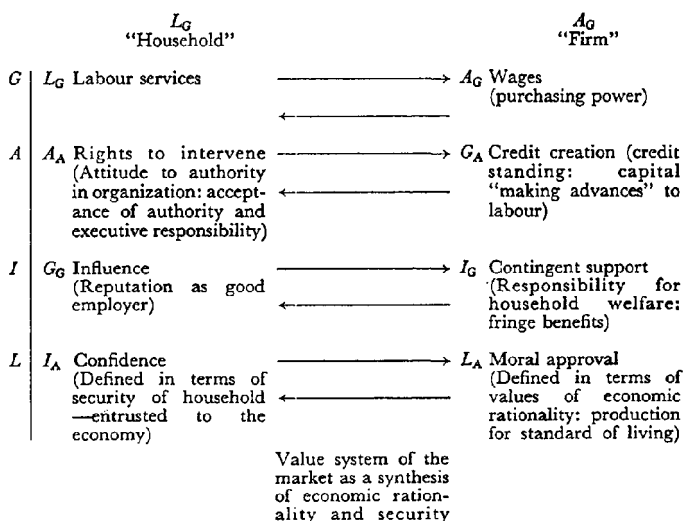 L_G A_G
"Household" "Firm"
G L_G Labour services A_G Wages
(purchasing power)
A A_A Rights to intervene G_A Credit creation (credit
(Attitude to authority standing: capital
in organization: accept- "making advances" to
ance of authority and labour)
executive responsibility)
I G_G Influence I_G Contingent support
(Reputation as good (Responsibility for
employer) household welfare:
fringe benefits)
L I_A Confidence L_A Moral approval
(Defined in terms of (Defined in terms of
security of household values of economic
—entrusted to the rationality: production
economy) for standard of living)
Value system of the
market as a synthesis
of economic ration-
ality and security